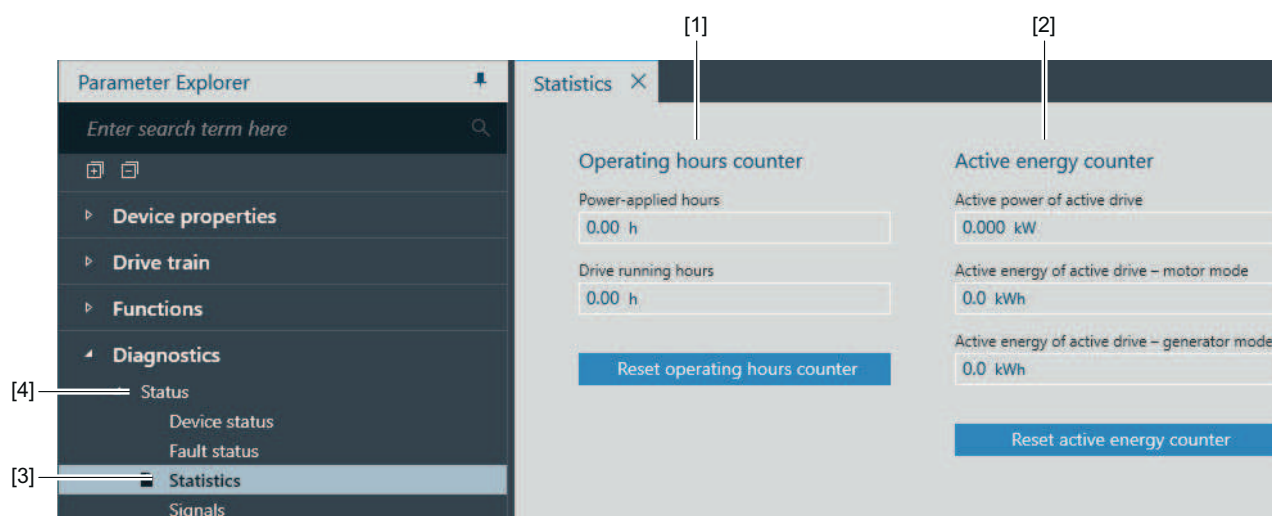 [1]
[2]
Parameter Explorer
Statistics
Enter search term here
Operating hours counter
Active energy counter
Power-applied hours
Active power of active drive
0.00 h
0.000 kW
Device properties
Drive train
Drive running hours
Active energy of active drive – motor mode
0.00 h
0.0 kWh
Functions
Active energy of active drive – generator mode
Diagnostics
Reset operating hours counter
0.0 kWh
[4]
Status
Device status
Fault status
Reset active energy counter
[3]
Statistics
Signals